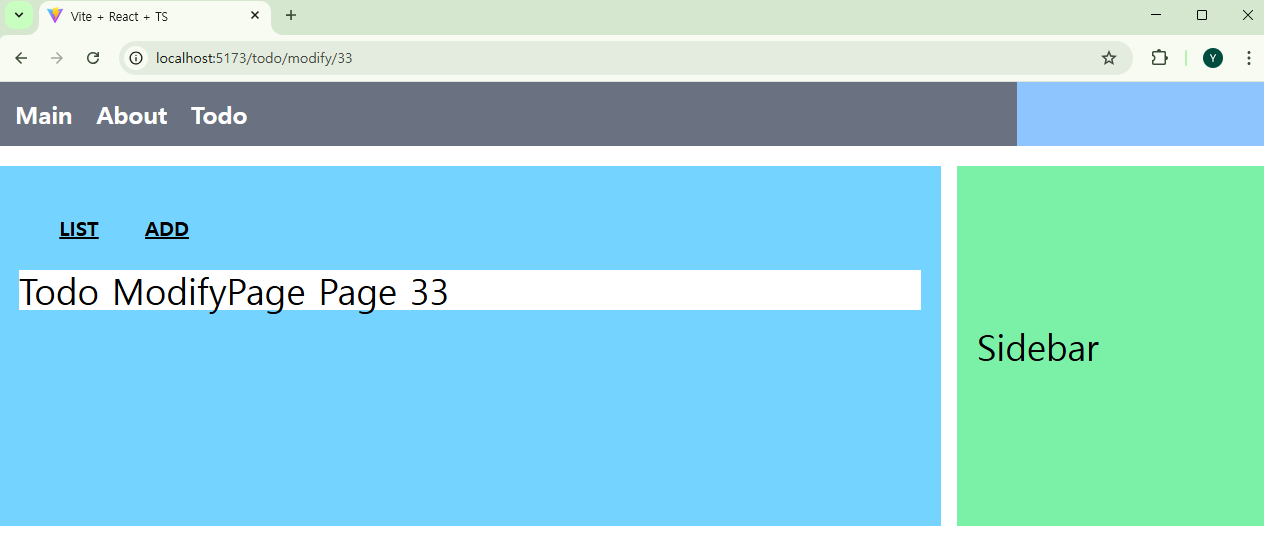 Vite + React + TS
localhost:5173/todo/modify/33
Y
Main About Todo
LIST ADD
Todo ModifyPage Page 33
Sidebar